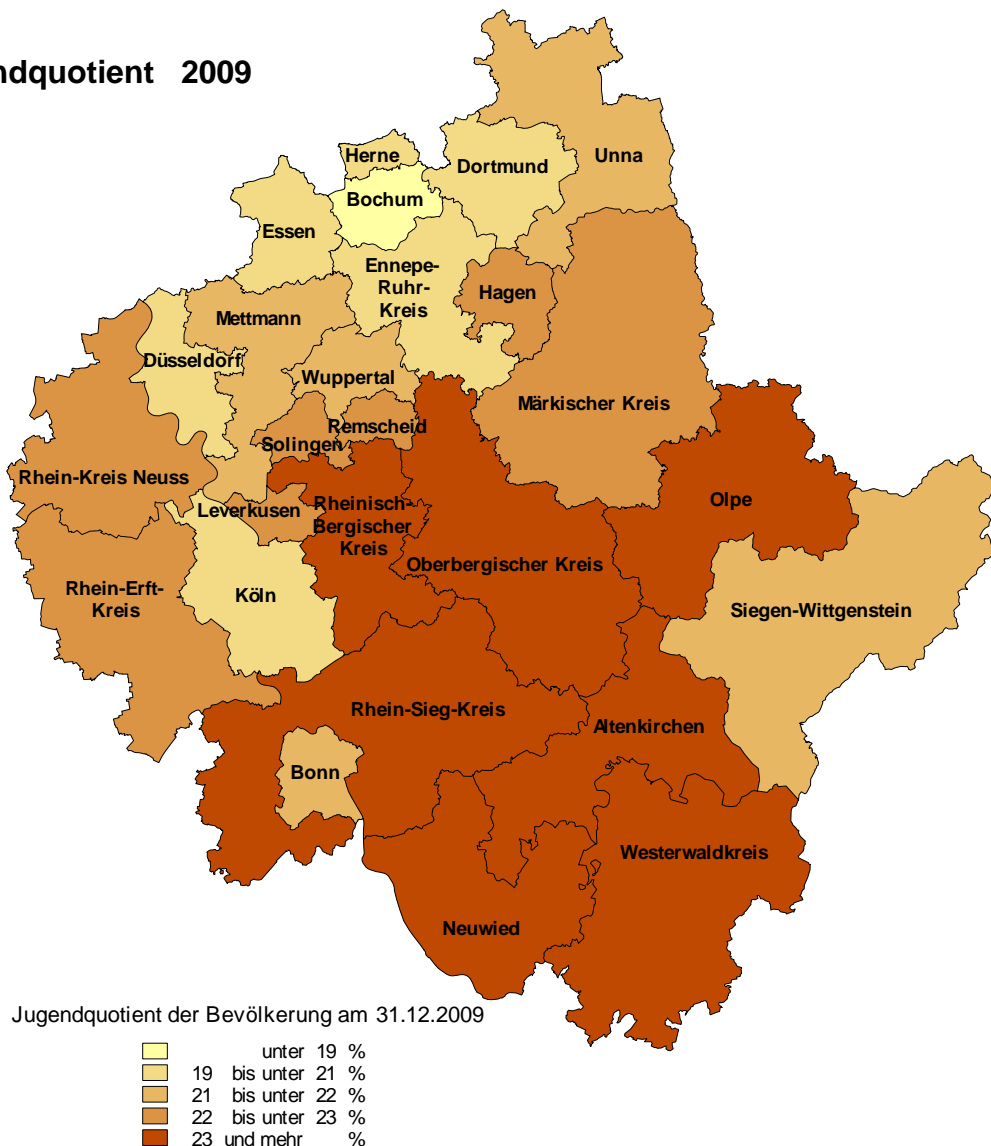 ndquotient 2009
Herne
Dortmund
Unna
Bochum
Essen
Ennepe-
Ruhr-
Kreis
Hagen
Mettmann
Düsseldorf
Wuppertal
Märkischer Kreis
Remscheid
Solingen
Rhein-Kreis Neuss
Leverkusen
Rheinisch-
Bergischer
Kreis
Olpe
Oberbergischer Kreis
Rhein-Erft-
Kreis
Köln
Siegen-Wittgenstein
Rhein-Sieg-Kreis
Altenkirchen
Bonn
Westerwaldkreis
Neuwied
Jugendquotient der Bevölkerung am 31.12.2009
unter 19 %
19 bis unter 21 %
21 bis unter 22 %
22 bis unter 23 %
23 und mehr %